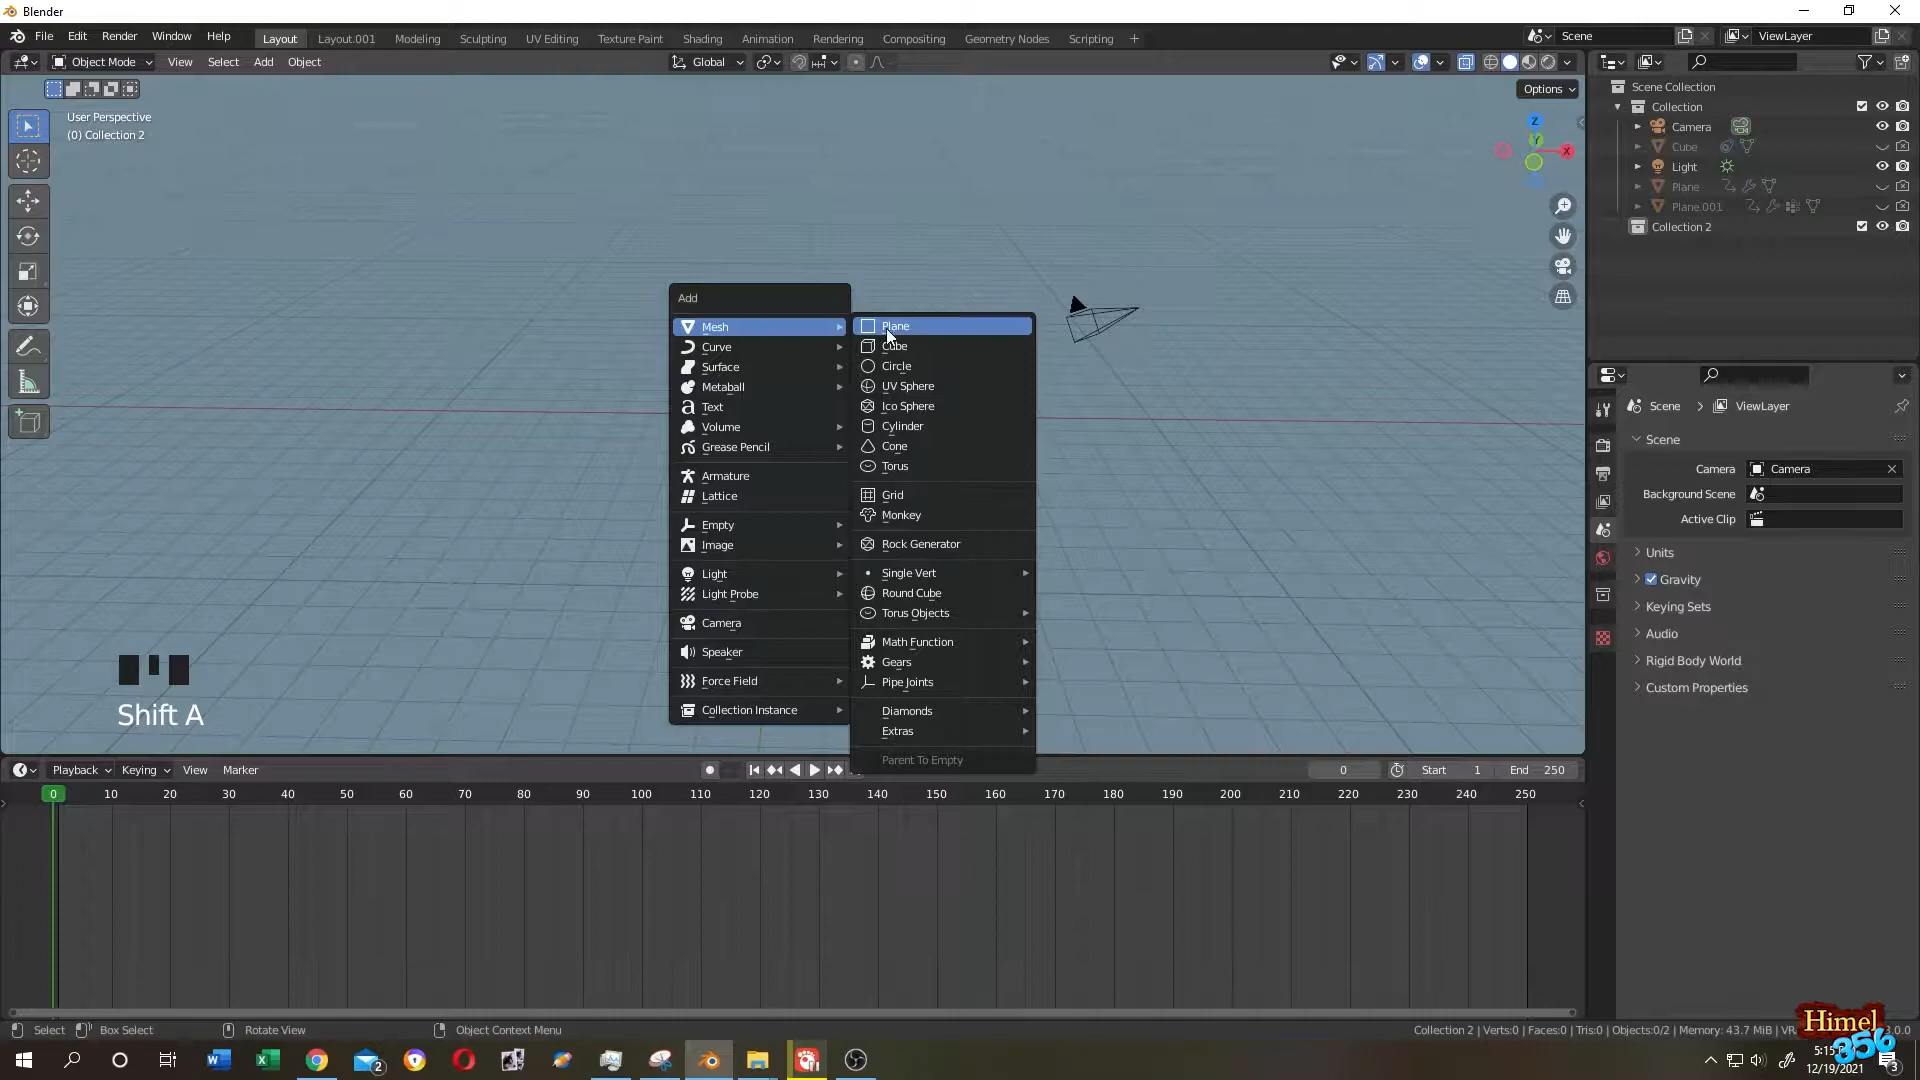 Blender
File Edit Render Window Help Layout Layout.001 Modeling Sculpting UV Editing Texture Paint Shading Animation Rendering Compositing Geometry Nodes Scripting + Scene ViewLayer
Object Mode View Select Add Object Global
Options
User Perspective
(0) Collection 2
Z
Y
X
Scene Collection
Collection
Camera
Cube
Light
Plane
Plane.001
Collection 2
Add
Mesh
Curve
Surface
Metaball
Text
Volume
Grease Pencil
Armature
Lattice
Empty
Image
Light
Light Probe
Camera
Speaker
Force Field
Collection Instance
Plane
Cube
Circle
UV Sphere
Ico Sphere
Cylinder
Cone
Torus
Grid
Monkey
Rock Generator
Single Vert
Round Cube
Torus Objects
Math Function
Gears
Pipe Joints
Diamonds
Extras
Parent To Empty
Shift A
Scene > ViewLayer
Scene
Camera Camera
Background Scene
Active Clip
Units
Gravity
Keying Sets
Audio
Rigid Body World
Custom Properties
Playback Keying View Marker 0 Start 1 End 250
0 10 20 30 40 50 60 70 80 90 100 110 120 130 140 150 160 170 180 190 200 210 220 230 240 250
Select Box Select Rotate View Object Context Menu Collection 2 | Verts:0 | Faces:0 | Tris:0 | Objects:0/2 | Memory: 43.7 MiB |
Himel
356
2
12/19/2021
3